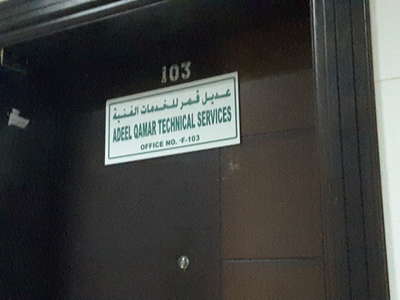 103
عديل قمر للخدمات الفنية
ADEEL QAMAR TECHNICAL SERVICES
OFFICE NO. F-103